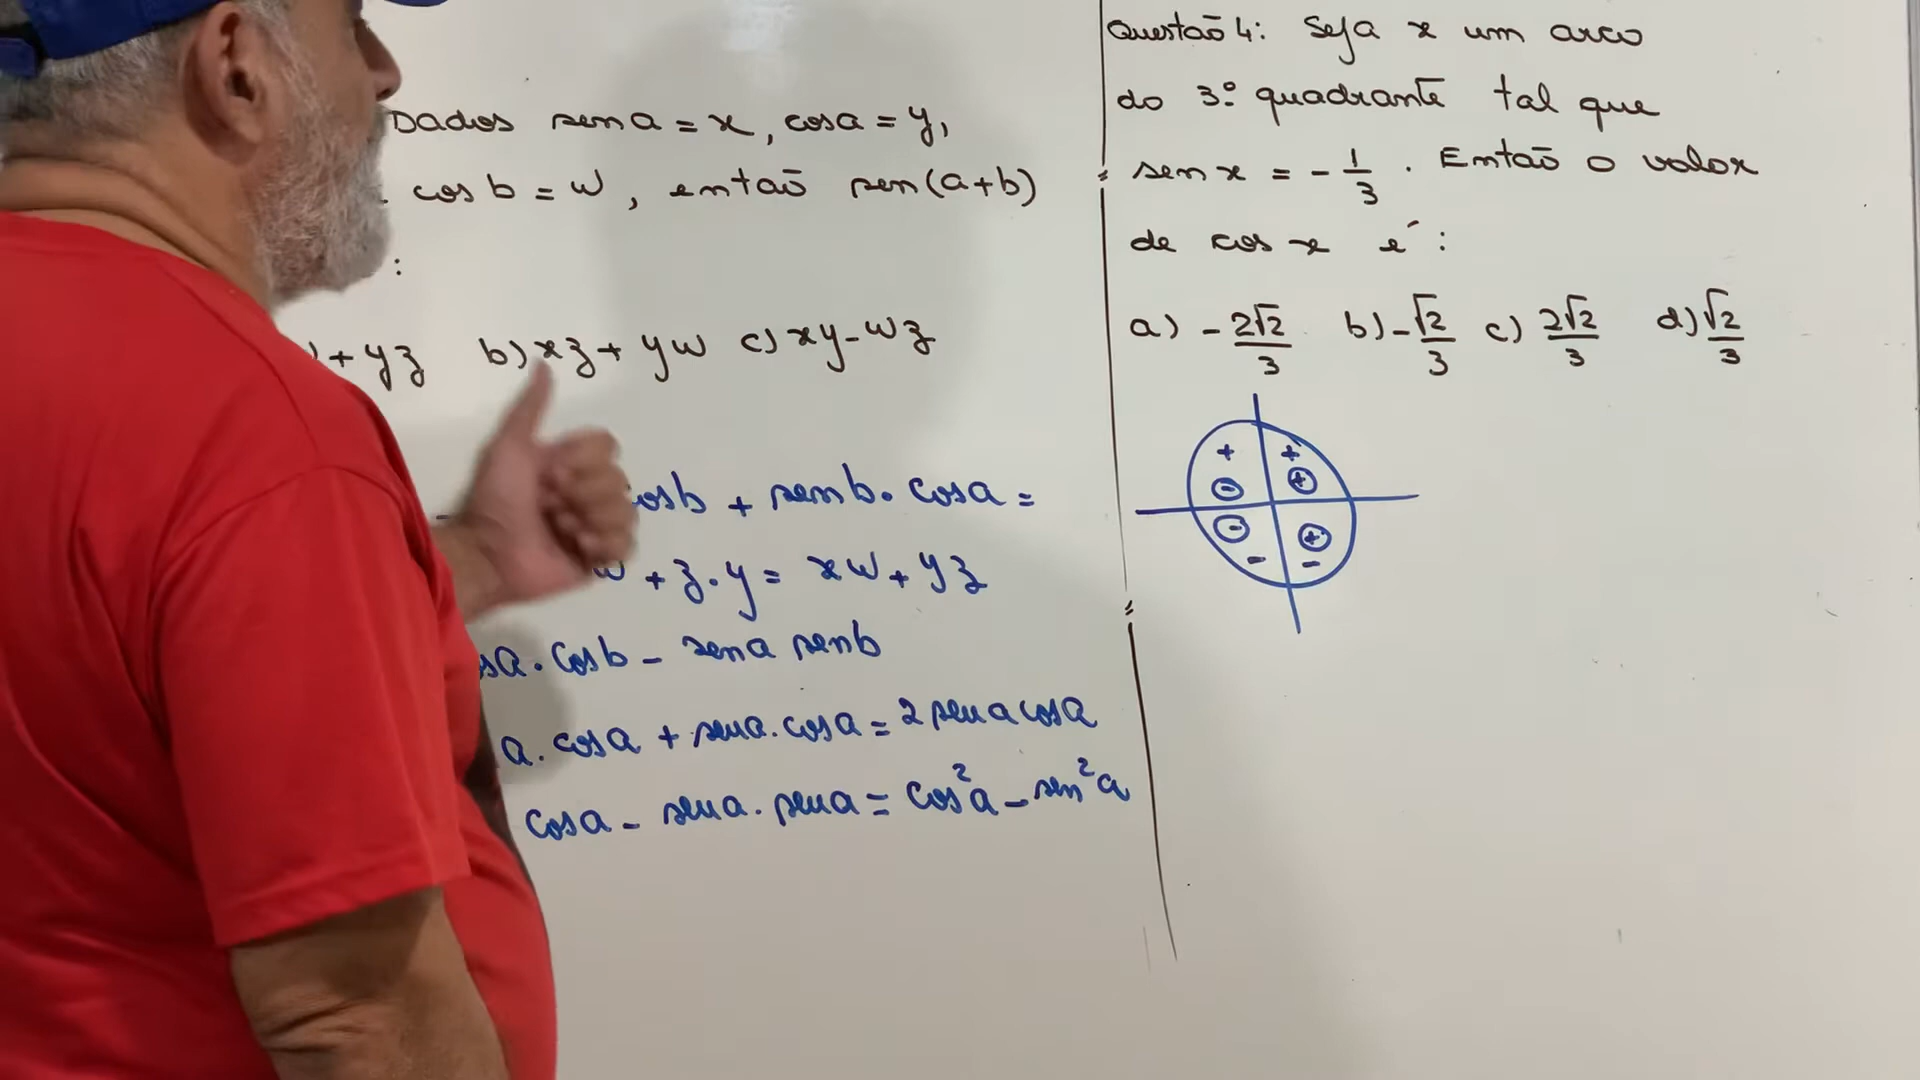 Dados sen a = x, cos a = y,
cos b = w, então sen(a+b)
:
+ yz b) xz + yw c) xy - wz
cos b + sen b . cos a =
w + z . y = xw + yz
sa . cos b - sen a sen b
a . cos a + sen a . cos a = 2 sen a cos a
cos a - sen a . sen a = cos²a - sen²a
Questão 4: Seja x um arco
do 3º quadrante tal que
sen x = - 1/3 . Então o valor
de cos x é :
a) - 2√2/3 b) - √2/3 c) 2√2/3 d) √2/3
+ +
- +
- +
- -